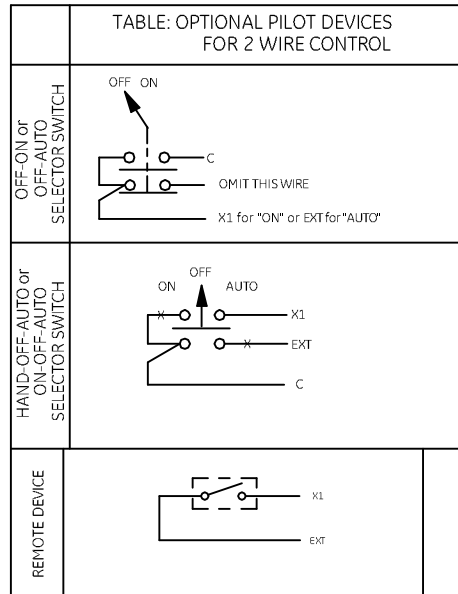 TABLE: OPTIONAL PILOT DEVICES
FOR 2 WIRE CONTROL
OFF-ON or
OFF-AUTO
SELECTOR SWITCH
OFF ON
C
OMIT THIS WIRE
X1 for "ON" or EXT for "AUTO"
HAND-OFF-AUTO or
ON-OFF-AUTO
SELECTOR SWITCH
OFF
ON AUTO
X X1
X EXT
C
REMOTE DEVICE
X1
EXT